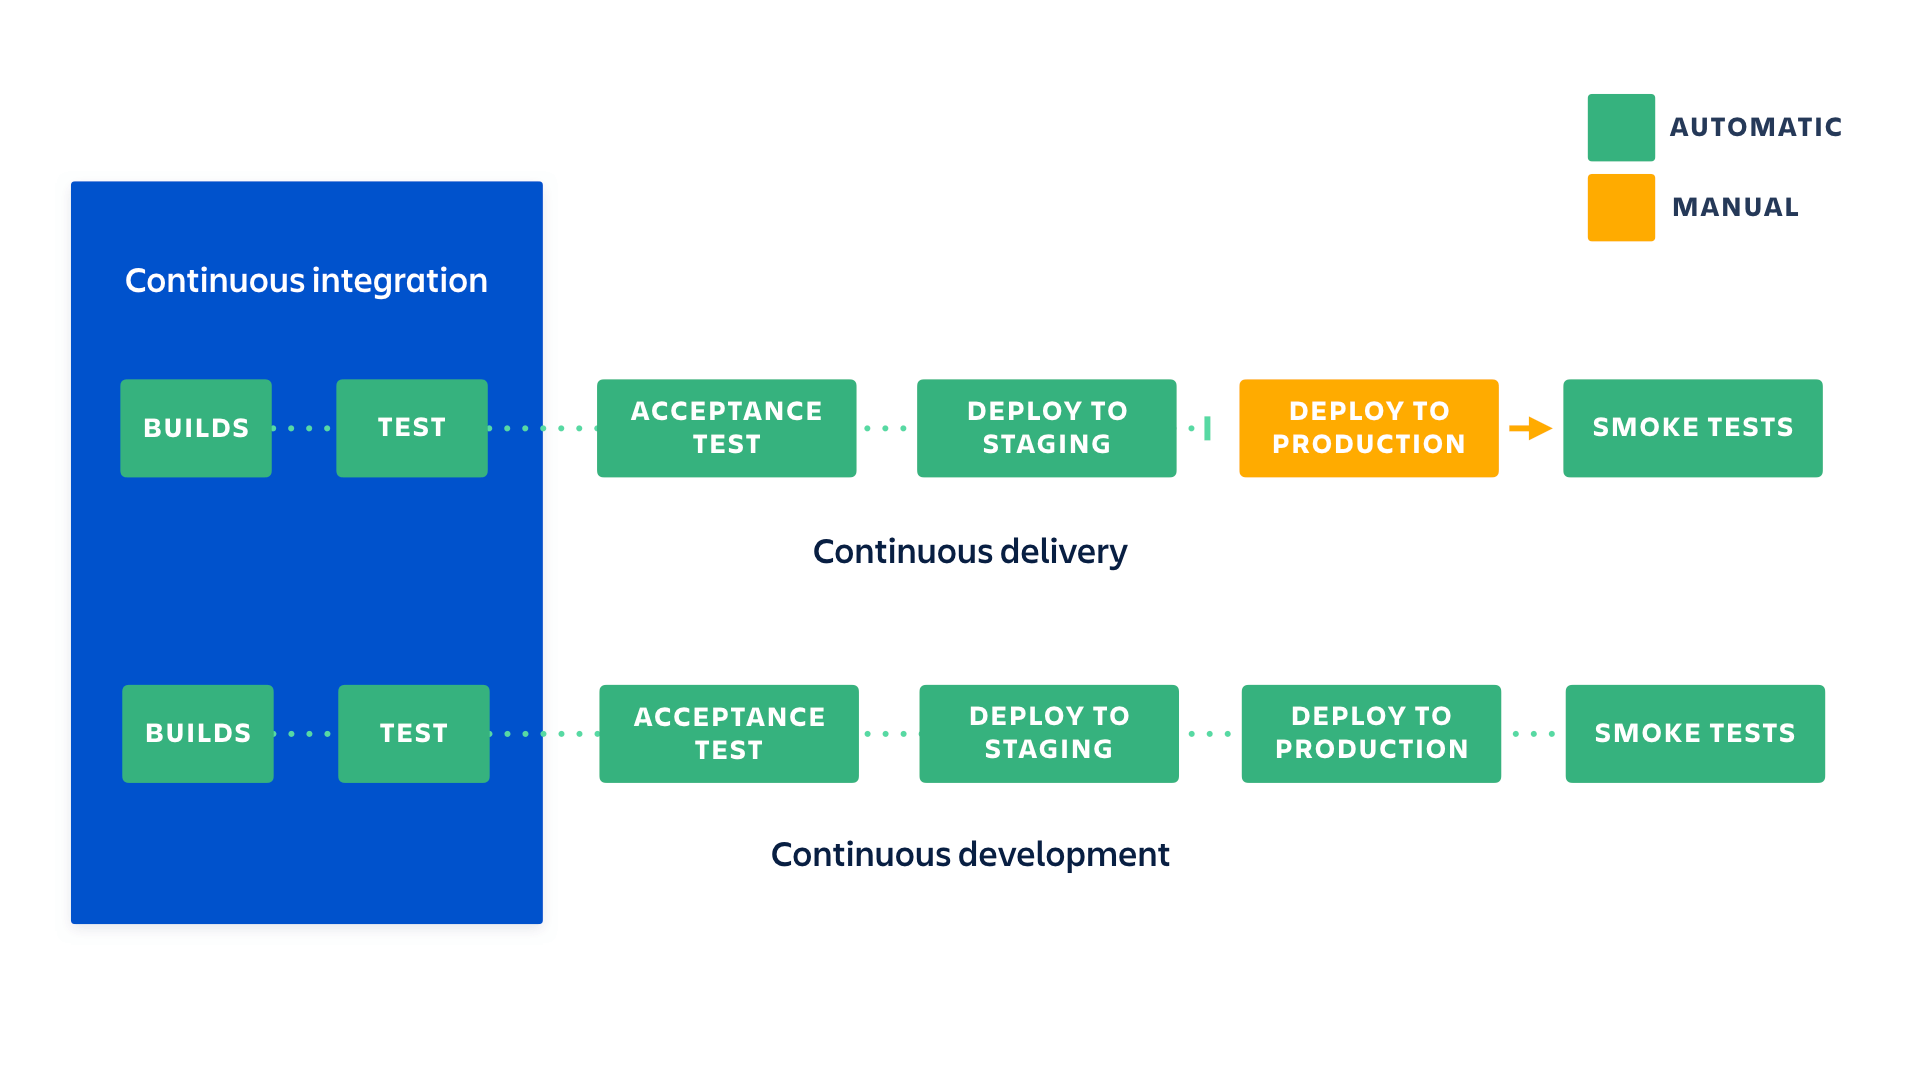 AUTOMATIC
MANUAL
Continuous integration
BUILDS
TEST
ACCEPTANCE
TEST
DEPLOY TO
STAGING
DEPLOY TO
PRODUCTION
SMOKE TESTS
Continuous delivery
BUILDS
TEST
ACCEPTANCE
TEST
DEPLOY TO
STAGING
DEPLOY TO
PRODUCTION
SMOKE TESTS
Continuous development